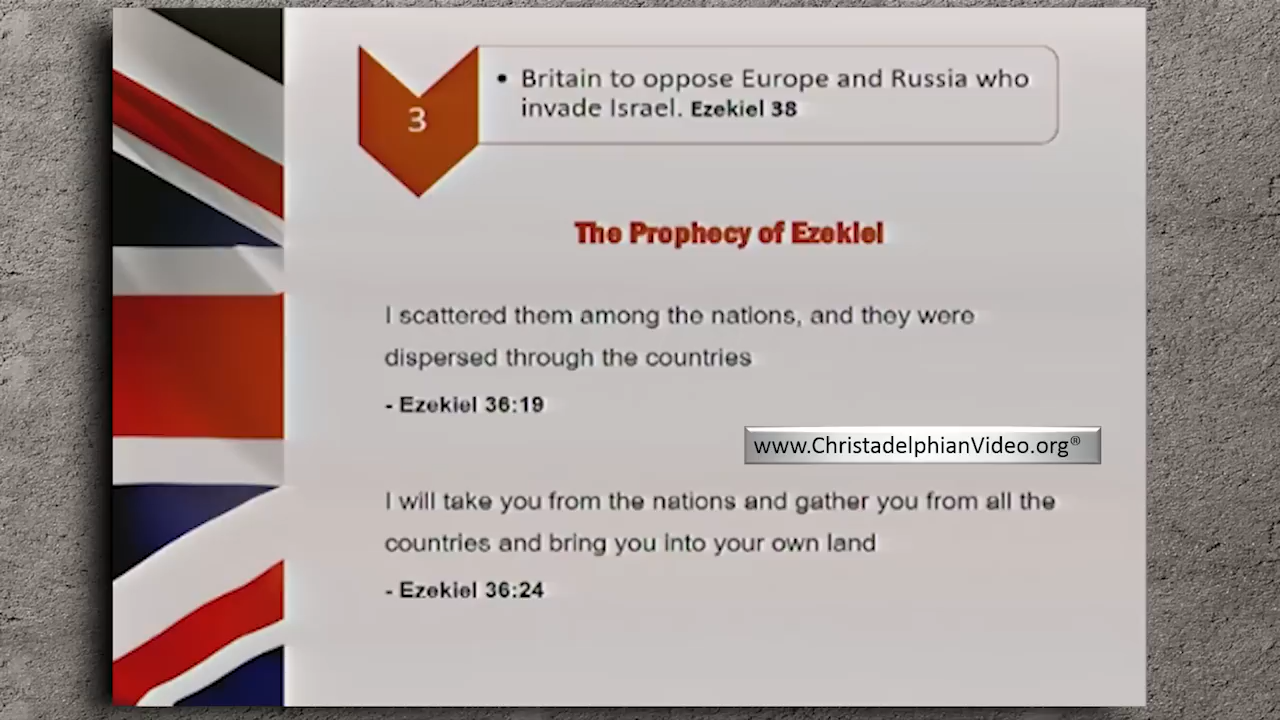 3
• Britain to oppose Europe and Russia who
invade Israel. Ezekiel 38
The Prophecy of Ezekiel
I scattered them among the nations, and they were
dispersed through the countries
- Ezekiel 36:19
www.ChristadelphianVideo.org®
I will take you from the nations and gather you from all the
countries and bring you into your own land
- Ezekiel 36:24